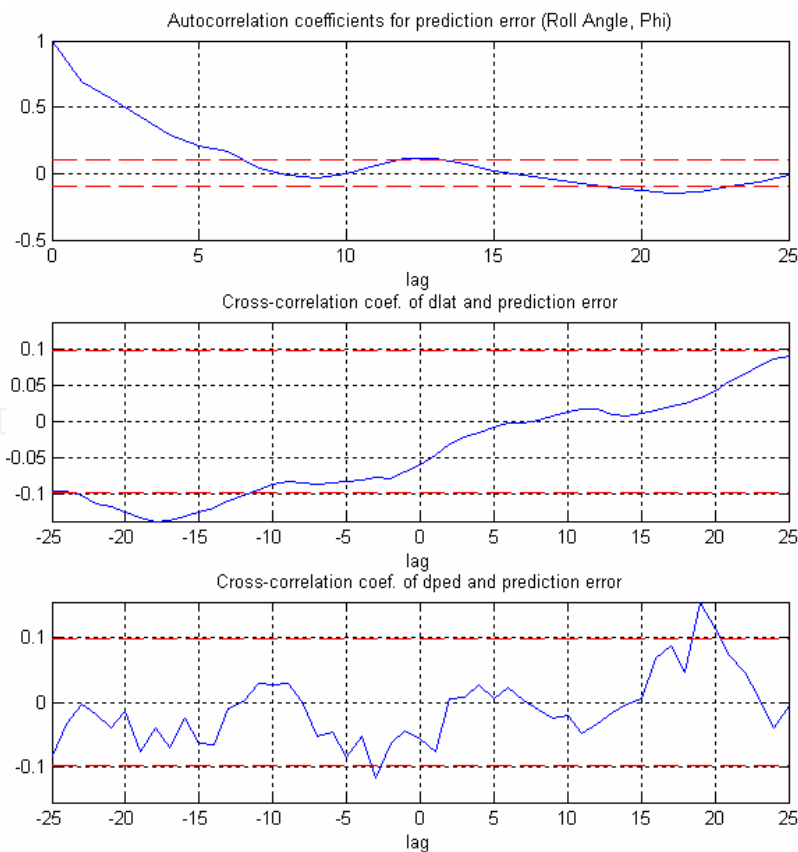 Autocorrelation coefficients for prediction error (Roll Angle, Phi)
1
0.5
0
-0.5
0 5 10 15 20 25
lag
Cross-correlation coef. of dlat and prediction error
0.1
0.05
0
-0.05
-0.1
-25 -20 -15 -10 -5 0 5 10 15 20 25
lag
Cross-correlation coef. of dped and prediction error
0.1
0
-0.1
-25 -20 -15 -10 -5 0 5 10 15 20 25
lag